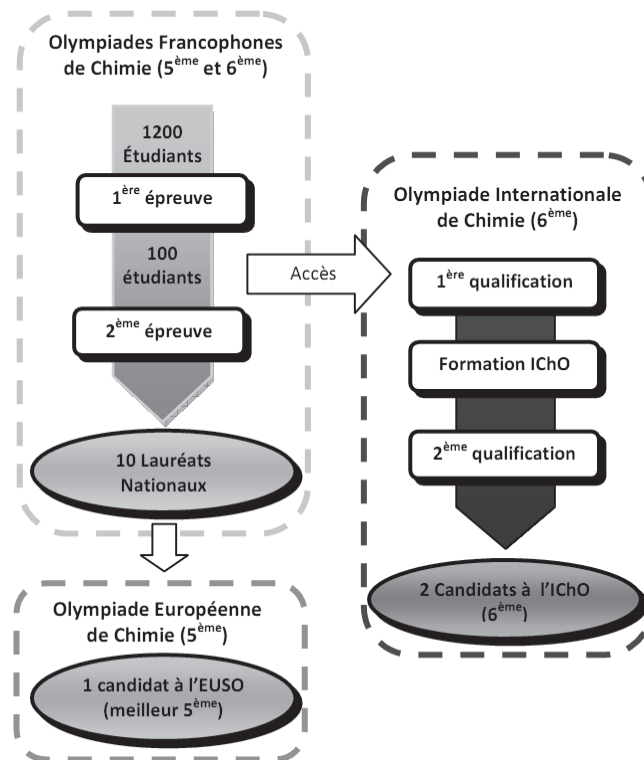 Olympiades Francophones
de Chimie (5ème et 6ème)
1200
Étudiants
1ère épreuve
100
étudiants
2ème épreuve
10 Lauréats
Nationaux
Accès
Olympiade Internationale
de Chimie (6ème)
1ère qualification
Formation IChO
2ème qualification
2 Candidats à l'IChO
(6ème)
Olympiade Européenne
de Chimie (5ème)
1 candidat à l'EUSO
(meilleur 5ème)